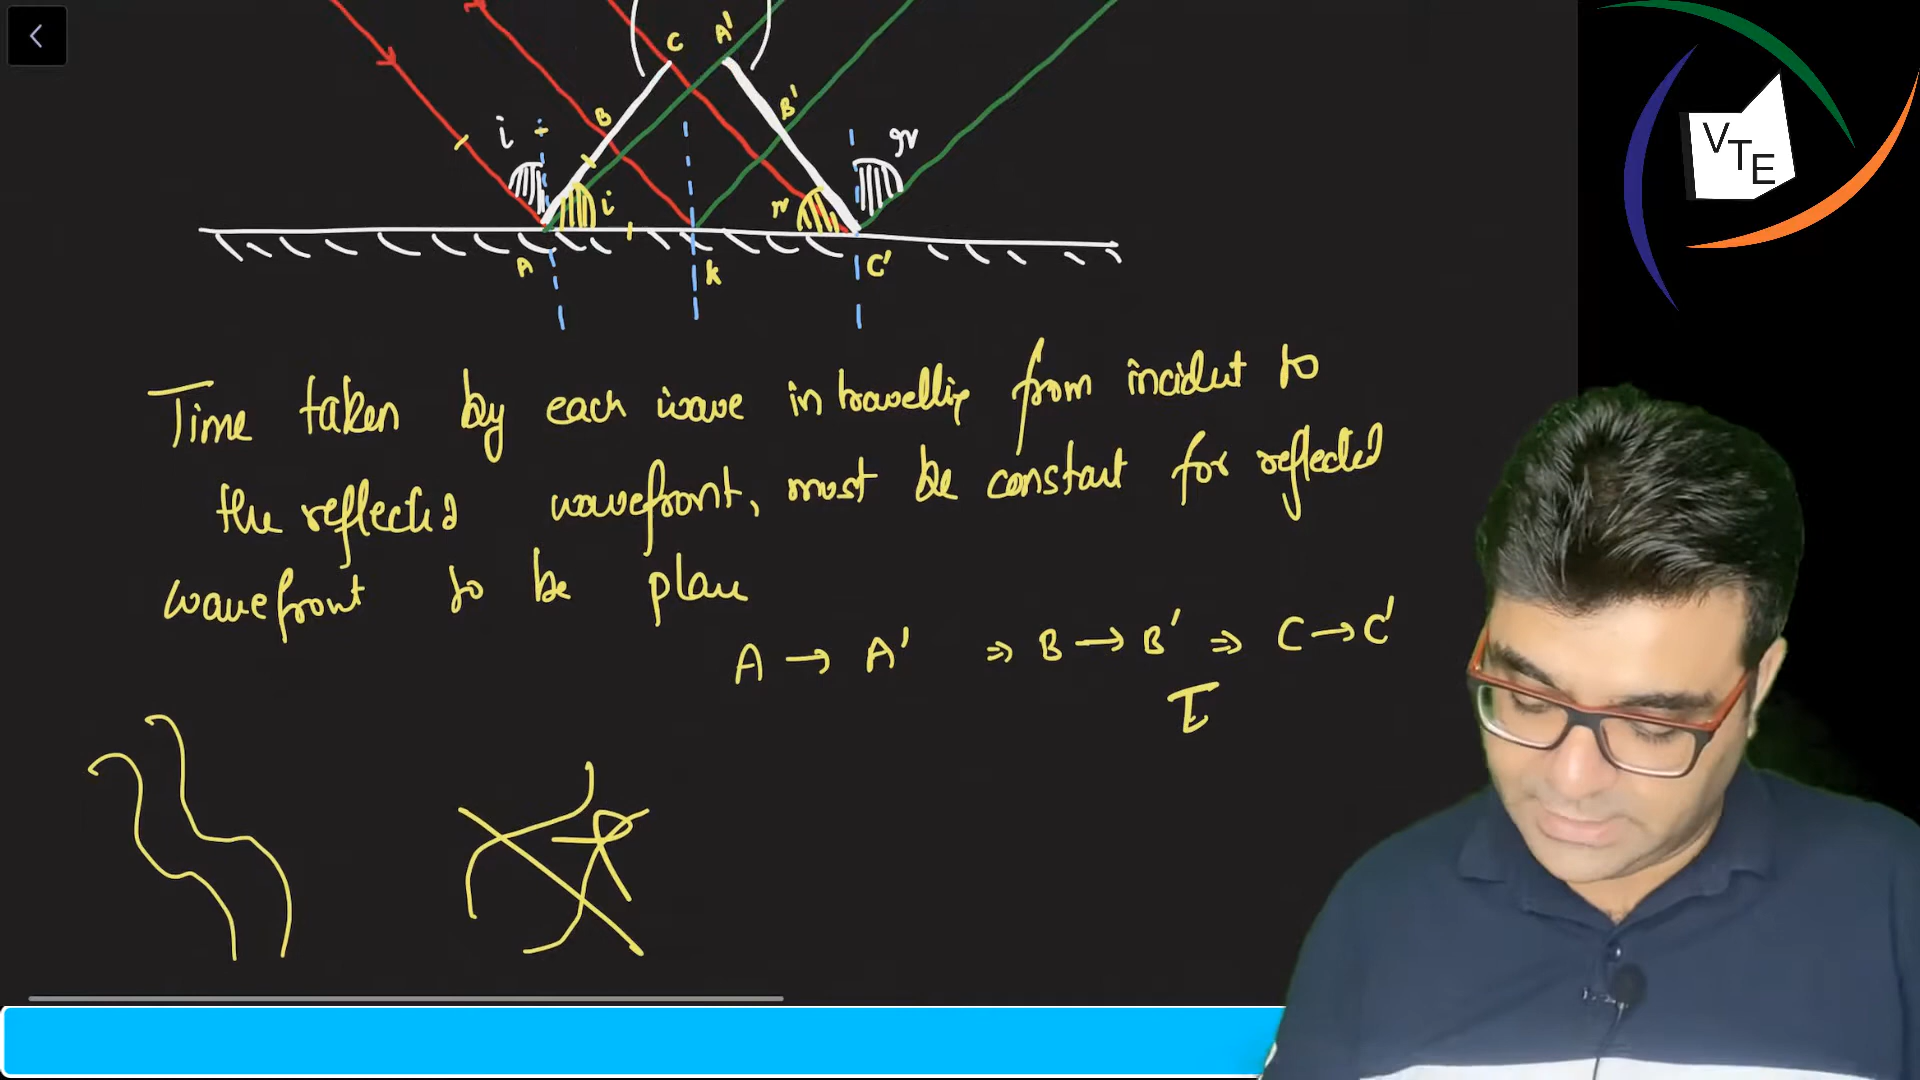 C A'
B B'
i r
i r
A k C'
Time taken by each wave in travellig from incident to
the reflected wavefront, must be constant for reflected
wavefront to be plane
A → A' ⇒ B → B' ⇒ C → C'
VTE